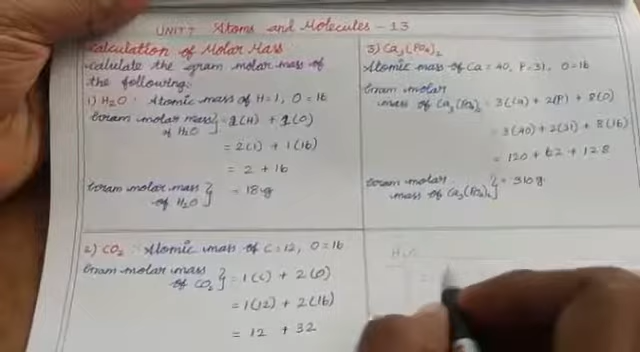 UNIT 7 Atoms and Molecules - 13
Calculation of Molar Mass
Calulate the gram molar mass of
the following:
1) H₂O : Atomic mass of H = 1, O = 16
Gram molar mass of H₂O } = 2(H) + 1(O)
= 2(1) + 1(16)
= 2 + 16
Gram molar mass of H₂O } = 18 g
2) CO₂ : Atomic mass of C = 12, O = 16
Gram molar mass of CO₂ } = 1(C) + 2(O)
= 1(12) + 2(16)
= 12 + 32
3) Ca₃(PO₄)₂
Atomic mass of Ca = 40, P = 31, O = 16
Gram molar
mass of Ca₃(PO₄)₂ = 3(Ca) + 2(P) + 8(O)
= 3(40) + 2(31) + 8(16)
= 120 + 62 + 128
Gram molar mass of Ca₃(PO₄)₂ } = 310 g